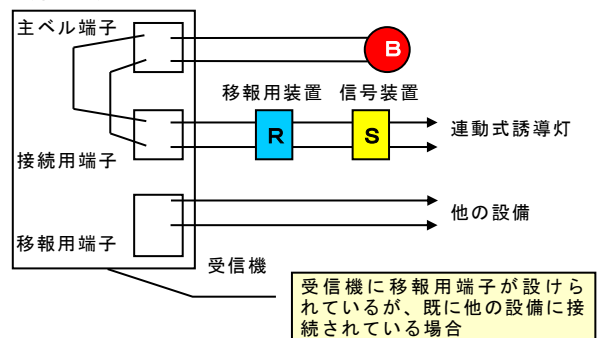 主ベル端子
B
移報用装置 信号装置
R
S
連動式誘導灯
接続用端子
他の設備
移報用端子
受信機
受信機に移報用端子が設けら
れているが、既に他の設備に接
続されている場合